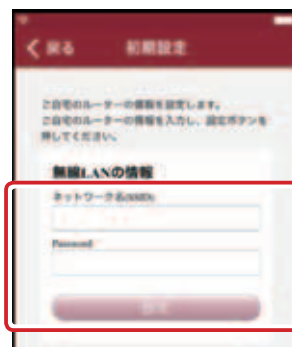 戻る
初期設定
ご自宅のルーターの情報を設定します。
ご自宅のルーターの情報を入力し、設定ボタンを
押してください。
無線LANの情報
ネットワーク名(SSID)
Password
設定